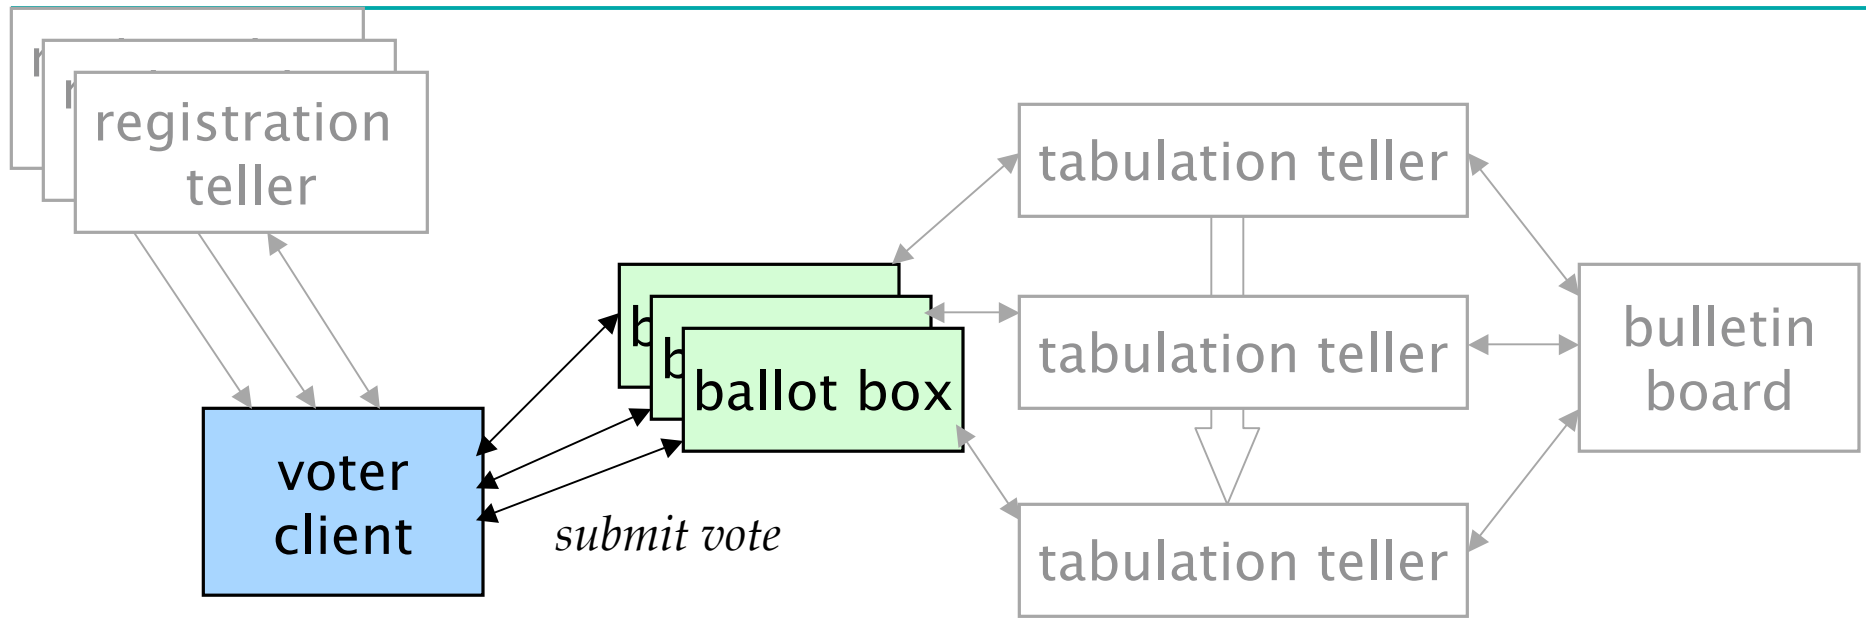 registration
teller
tabulation teller
tabulation teller
bulletin
board
ballot box
voter
client
submit vote
tabulation teller